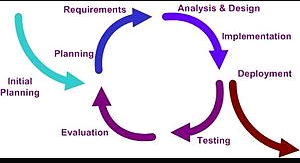 Requirements
Analysis & Design
Implementation
Planning
Deployment
Initial
Planning
Evaluation
Testing